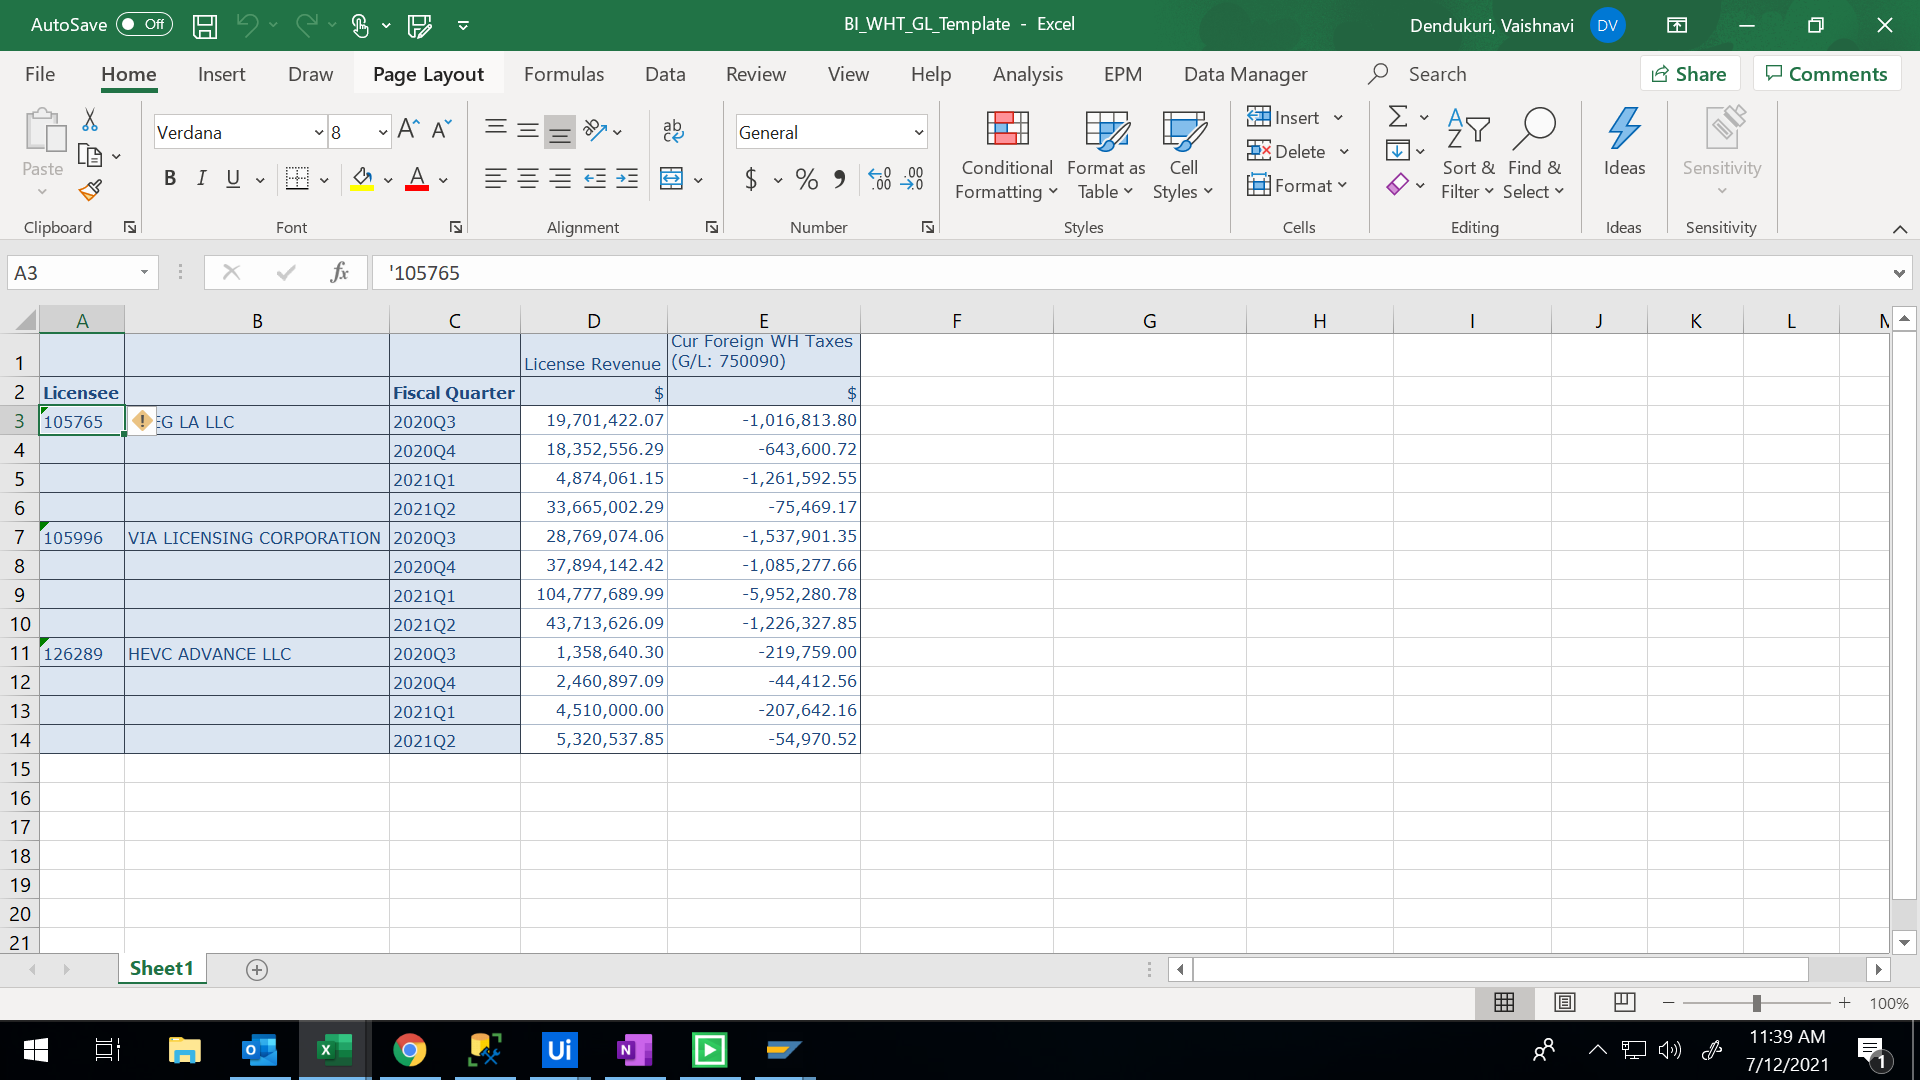 AutoSave Off BI_WHT_GL_Template - Excel Dendukuri, Vaishnavi DV
File Home Insert Draw Page Layout Formulas Data Review View Help Analysis EPM Data Manager Search Share Comments
Paste Verdana 8 General Conditional Formatting Format as Table Cell Styles Insert Delete Format Sort & Filter Find & Select Ideas Sensitivity
Clipboard Font Alignment Number Styles Cells Editing Ideas Sensitivity
A3 fx '105765
A B C D E F G H I J K L
1 License Revenue Cur Foreign WH Taxes (G/L: 750090)
2 Licensee Fiscal Quarter $ $
3 105765 EG LA LLC 2020Q3 19,701,422.07 -1,016,813.80
4 2020Q4 18,352,556.29 -643,600.72
5 2021Q1 4,874,061.15 -1,261,592.55
6 2021Q2 33,665,002.29 -75,469.17
7 105996 VIA LICENSING CORPORATION 2020Q3 28,769,074.06 -1,537,901.35
8 2020Q4 37,894,142.42 -1,085,277.66
9 2021Q1 104,777,689.99 -5,952,280.78
10 2021Q2 43,713,626.09 -1,226,327.85
11 126289 HEVC ADVANCE LLC 2020Q3 1,358,640.30 -219,759.00
12 2020Q4 2,460,897.09 -44,412.56
13 2021Q1 4,510,000.00 -207,642.16
14 2021Q2 5,320,537.85 -54,970.52
15
16
17
18
19
20
21
Sheet1
100%
11:39 AM
7/12/2021
1